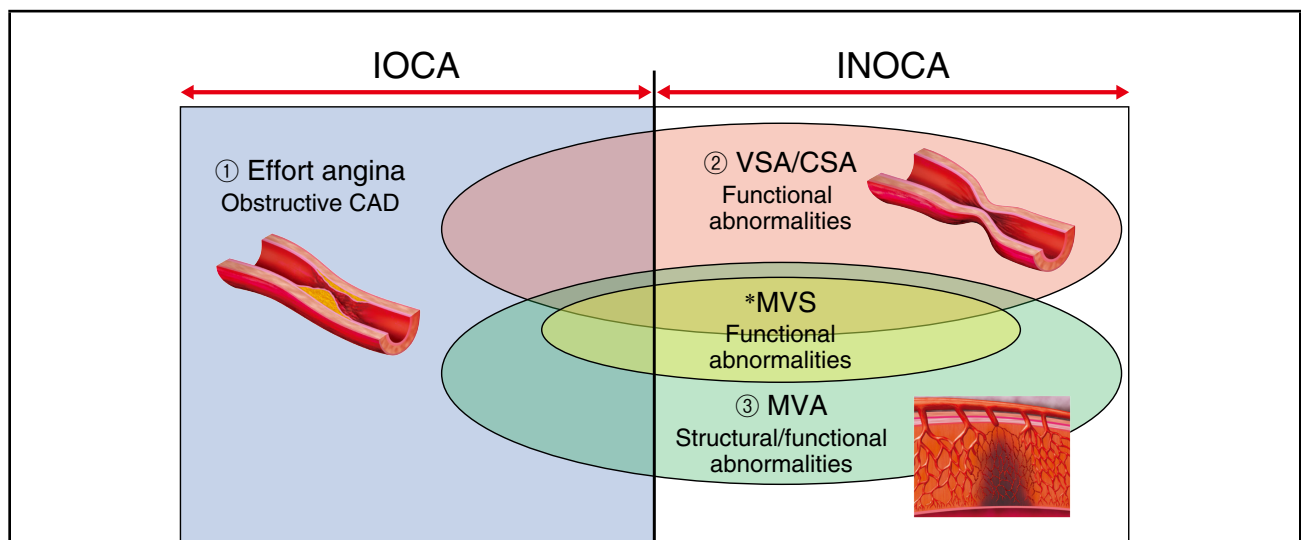 IOCA
INOCA
① Effort angina
Obstructive CAD
② VSA/CSA
Functional
abnormalities
*MVS
Functional
abnormalities
③ MVA
Structural/functional
abnormalities